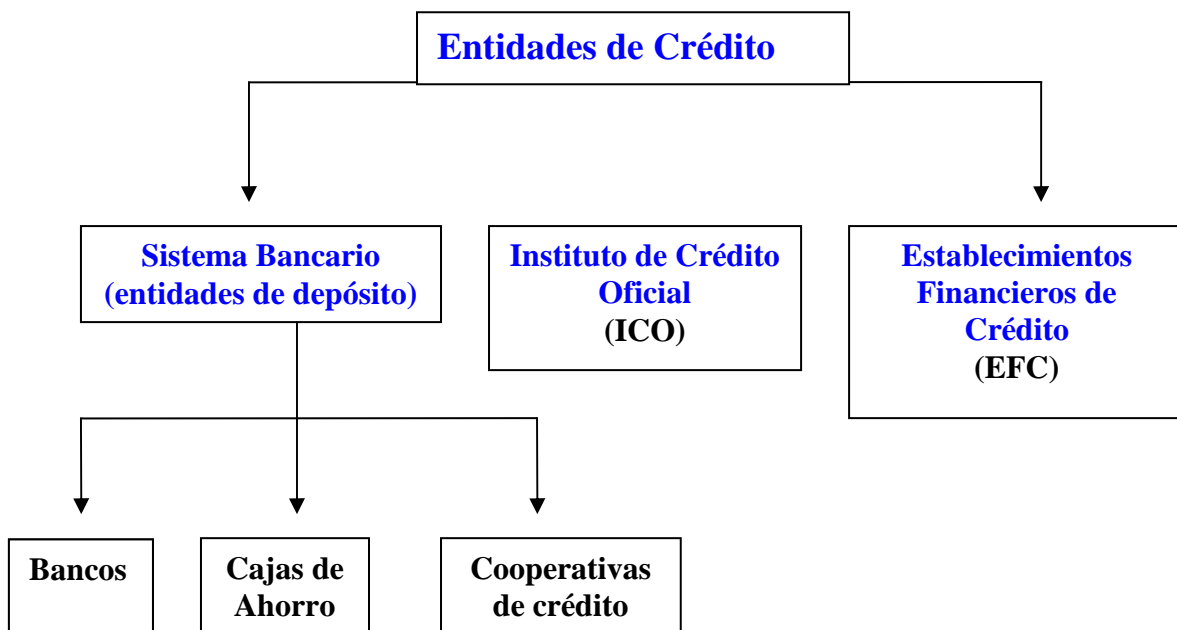 Entidades de Crédito
Sistema Bancario
(entidades de depósito)
Instituto de Crédito
Oficial
(ICO)
Establecimientos
Financieros de
Crédito
(EFC)
Bancos
Cajas de
Ahorro
Cooperativas
de crédito